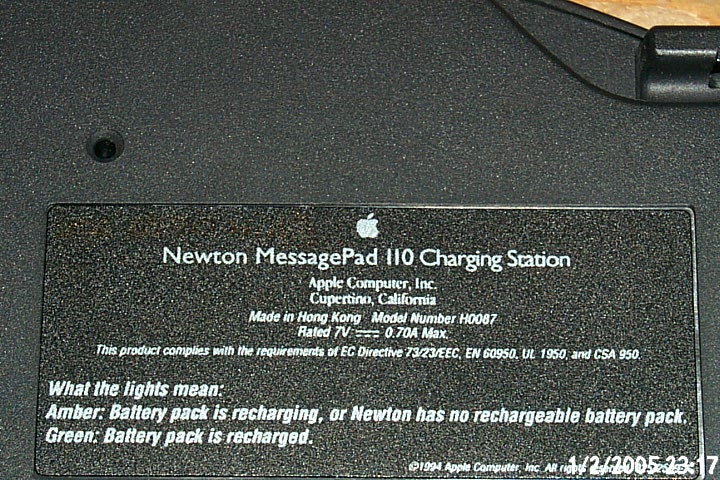 Newton MessagePad 110 Charging Station
Apple Computer, Inc.
Cupertino, California
Made in Hong Kong Model Number H0087
Rated 7V 0.70A Max.
This product complies with the requirements of EC Directive 73/23/EEC, EN 60950, UL 1950, and CSA 950.
What the lights mean:
Amber: Battery pack is recharging, or Newton has no rechargeable battery pack.
Green: Battery pack is recharged.
©1994 Apple Computer, Inc. All rights
1/2/2005 23:17